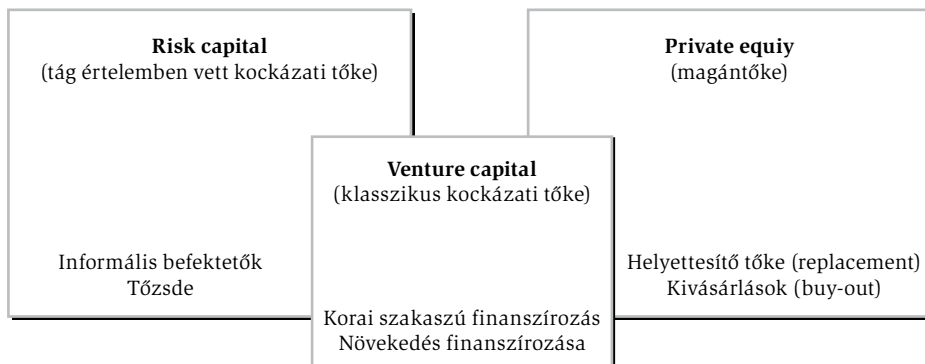 Risk capital
(tág értelemben vett kockázati tőke)
Informális befektetők
Tőzsde
Venture capital
(klasszikus kockázati tőke)
Korai szakaszú finanszírozás
Növekedés finanszírozása
Private equiy
(magántőke)
Helyettesítő tőke (replacement)
Kivásárlások (buy-out)